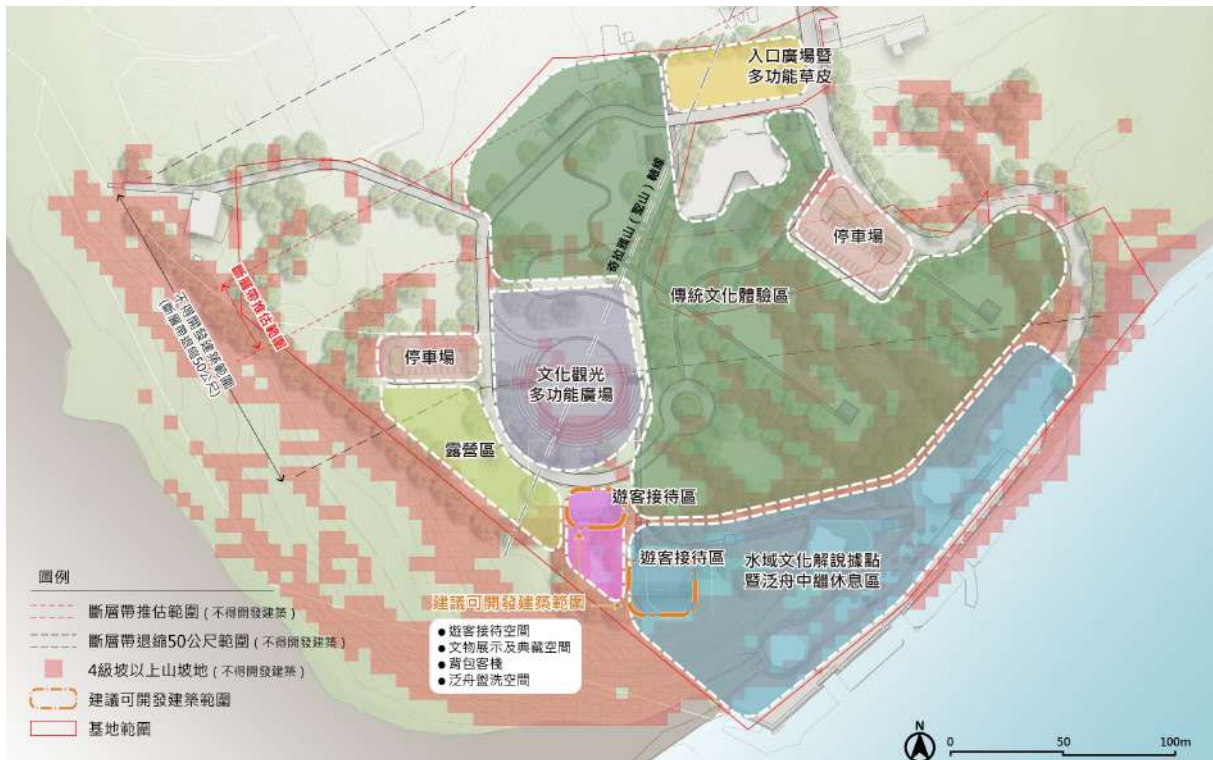 入口廣場暨
多功能草皮
奇拉雅山
軸線
停車場
傳統文化體驗區
斷層帶推估範圍
不得開發建築範圍
(斷層帶退縮50公尺)
停車場
文化觀光
多功能廣場
露營區
遊客接待區
遊客接待區
水域文化解說據點
暨泛舟中繼休息區
建議可開發建築範圍
● 遊客接待空間
● 文物展示及典藏空間
● 背包客棧
● 泛舟盥洗空間
圖例
斷層帶推估範圍 ( 不得開發建築 )
斷層帶退縮50公尺範圍 ( 不得開發建築 )
4級坡以上山坡地 ( 不得開發建築 )
建議可開發建築範圍
基地範圍
N
0 50 100m